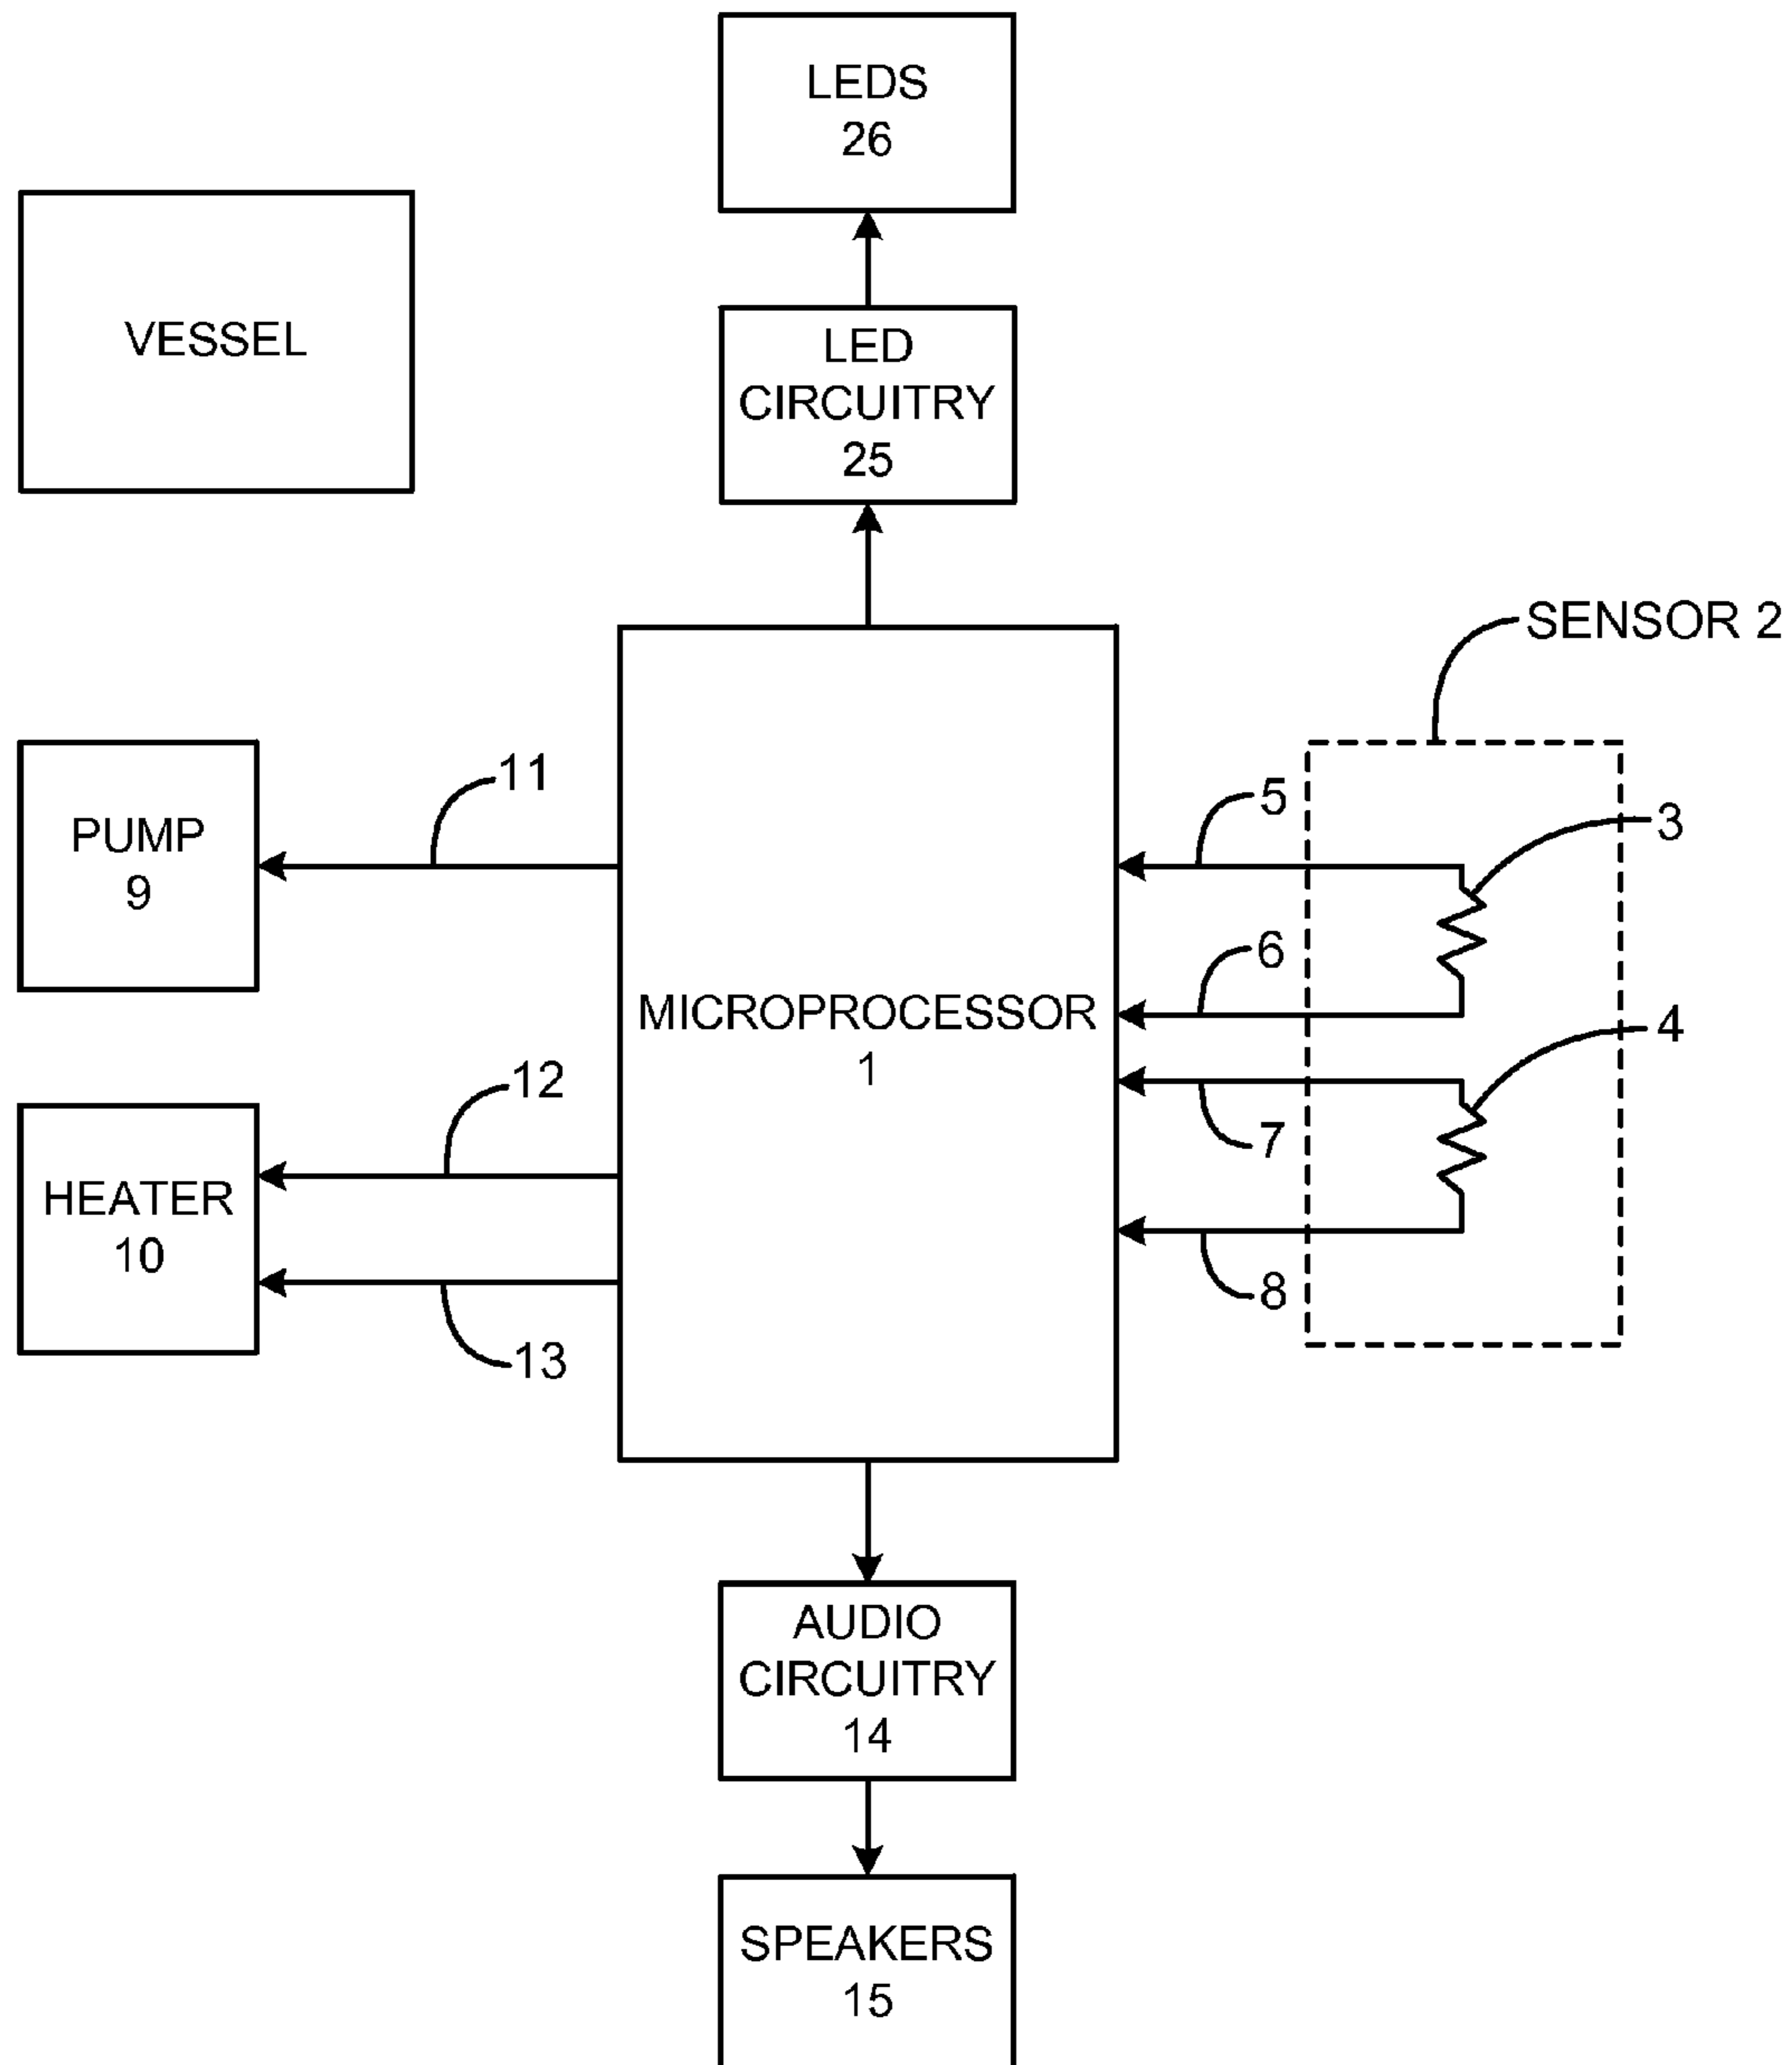 LEDS
26
VESSEL
LED
CIRCUITRY
25
SENSOR 2
11
5
3
PUMP
9
6
MICROPROCESSOR
1
4
12
7
HEATER
10
8
13
AUDIO
CIRCUITRY
14
SPEAKERS
15